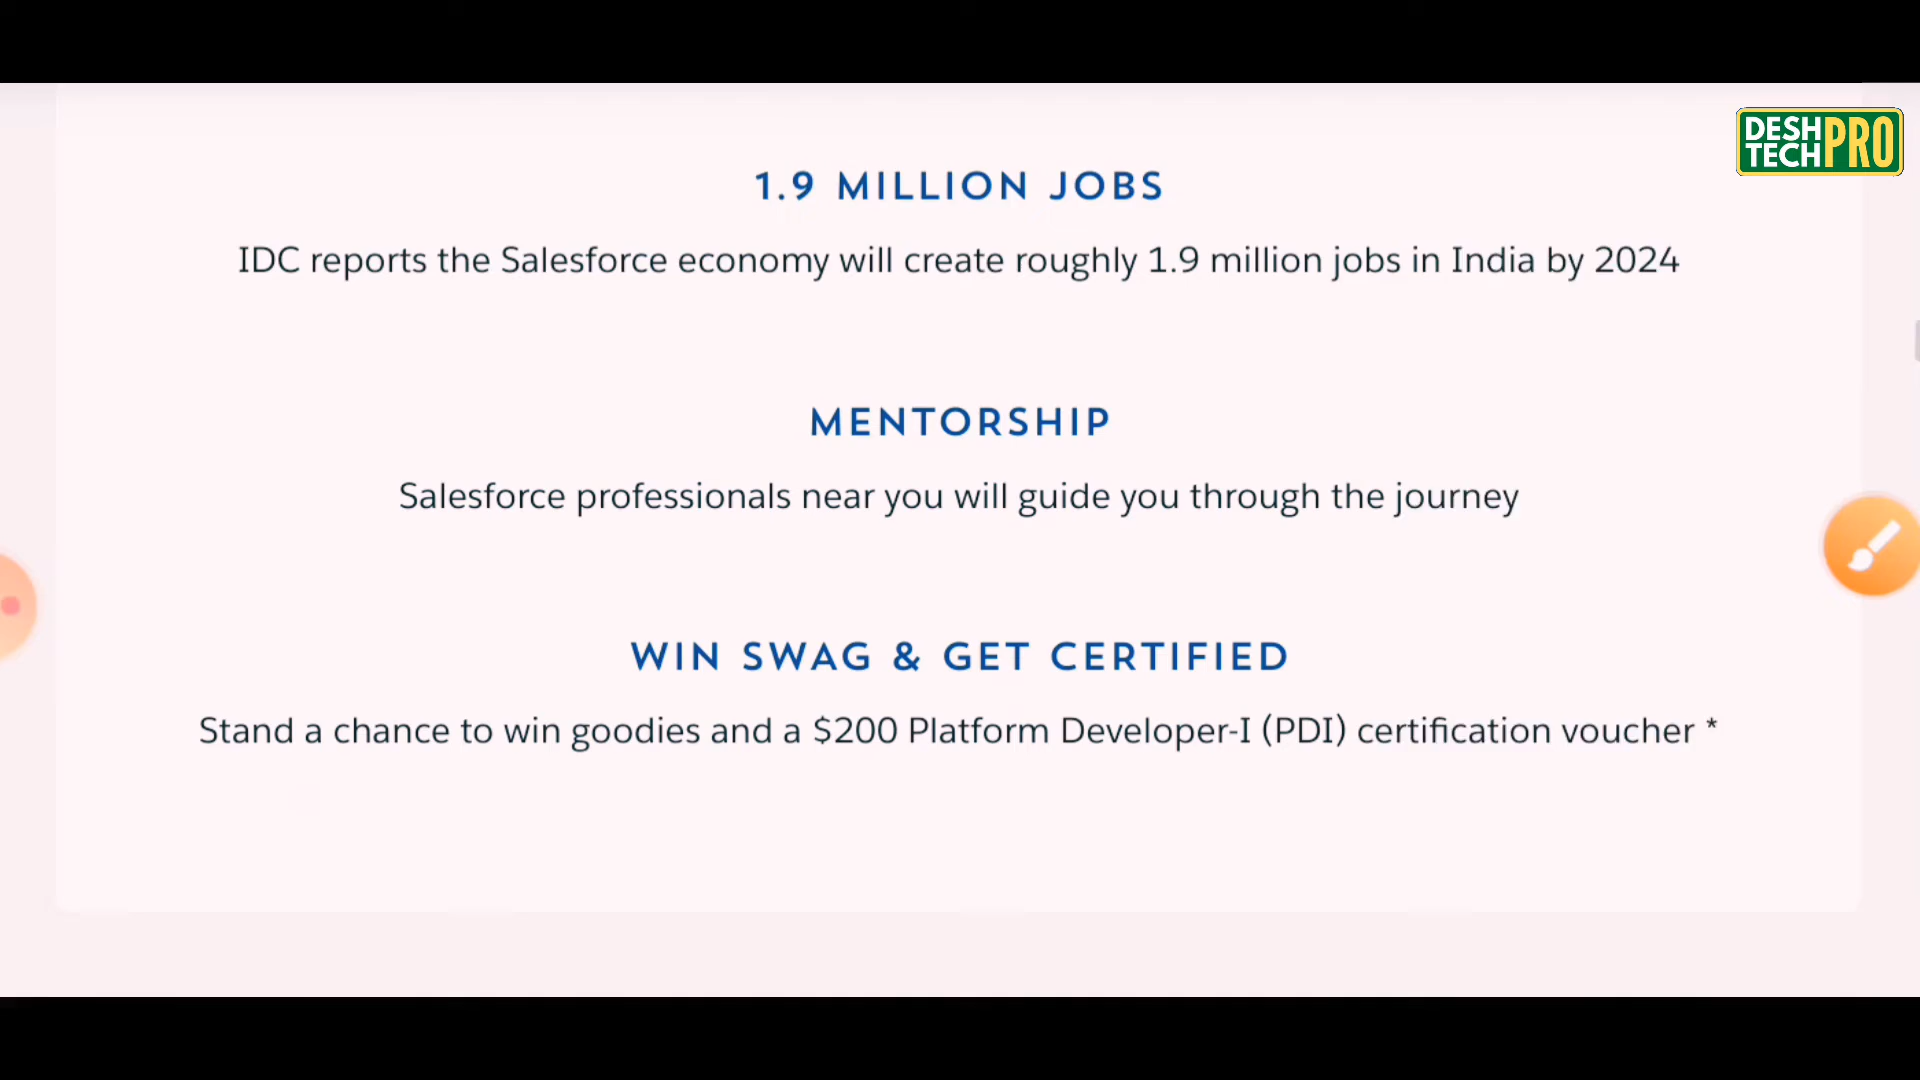 DESH
TECH PRO
1.9 MILLION JOBS
IDC reports the Salesforce economy will create roughly 1.9 million jobs in India by 2024
MENTORSHIP
Salesforce professionals near you will guide you through the journey
WIN SWAG & GET CERTIFIED
Stand a chance to win goodies and a $200 Platform Developer-I (PDI) certification voucher *